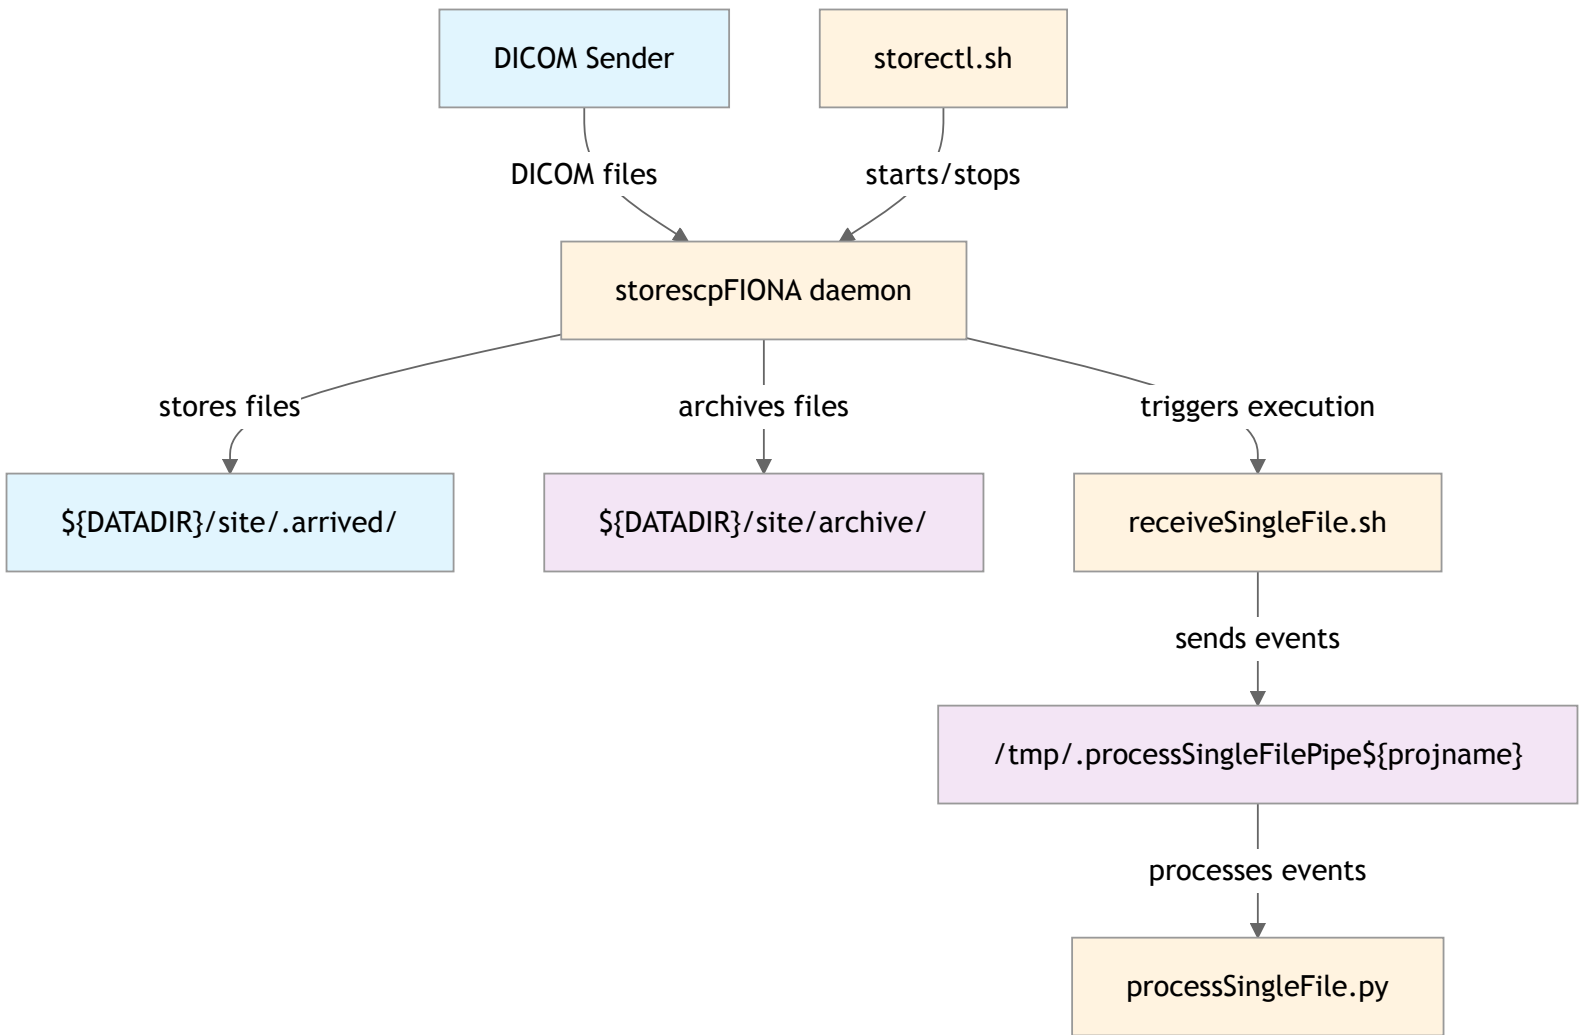 DICOM Sender
storectl.sh
DICOM files
starts/stops
storescpFIONA daemon
stores files
archives files
triggers execution
${DATADIR}/site/.arrived/
${DATADIR}/site/archive/
receiveSingleFile.sh
sends events
/tmp/.processSingleFilePipe${projname}
processes events
processSingleFile.py